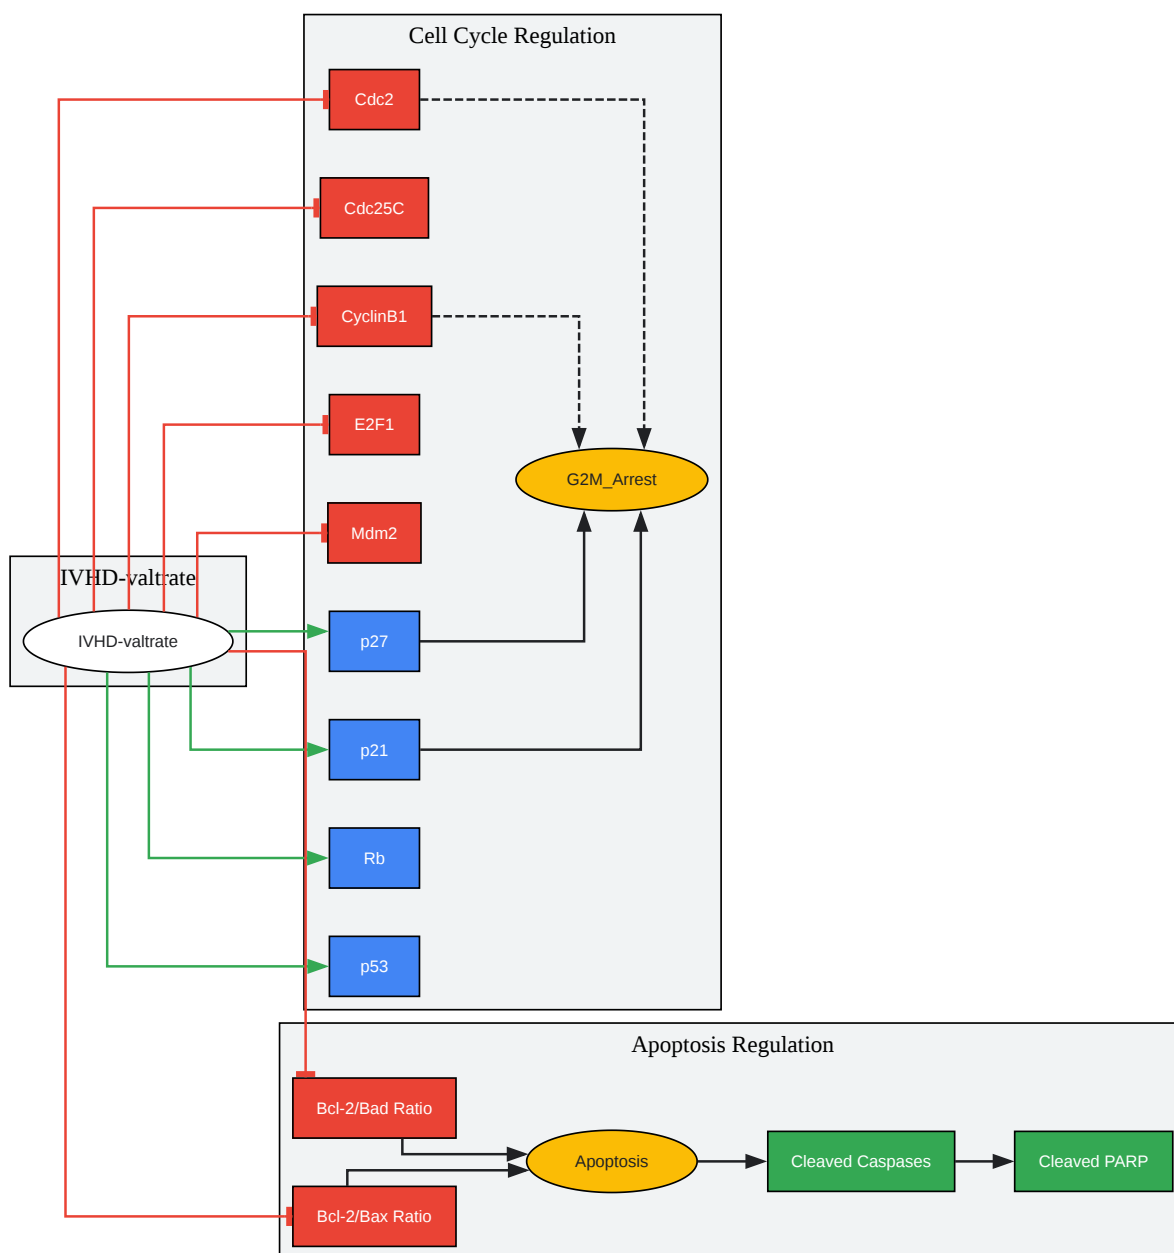 Cell Cycle Regulation
Cdc2
Cdc25C
CyclinB1
E2F1
G2M_Arrest
Mdm2
IVHD-valtrate
IVHD-valtrate
p27
p21
Rb
p53
Apoptosis Regulation
Bcl-2/Bad Ratio
Apoptosis
Cleaved Caspases
Cleaved PARP
Bcl-2/Bax Ratio